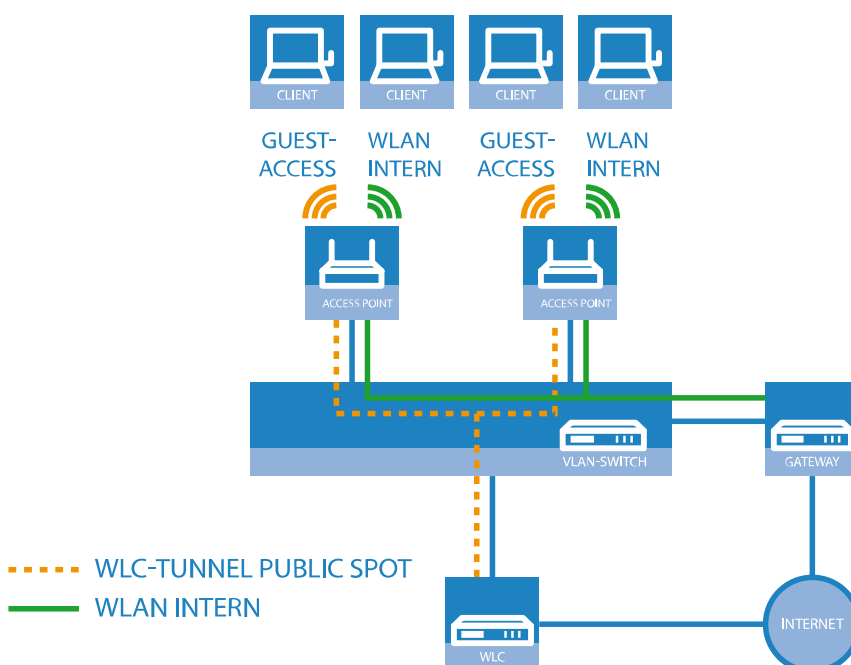 CLIENT
CLIENT
CLIENT
CLIENT
GUEST-
ACCESS
WLAN
INTERN
GUEST-
ACCESS
WLAN
INTERN
ACCESS POINT
ACCESS POINT
VLAN-SWITCH
GATEWAY
WLC-TUNNEL PUBLIC SPOT
WLAN INTERN
WLC
INTERNET